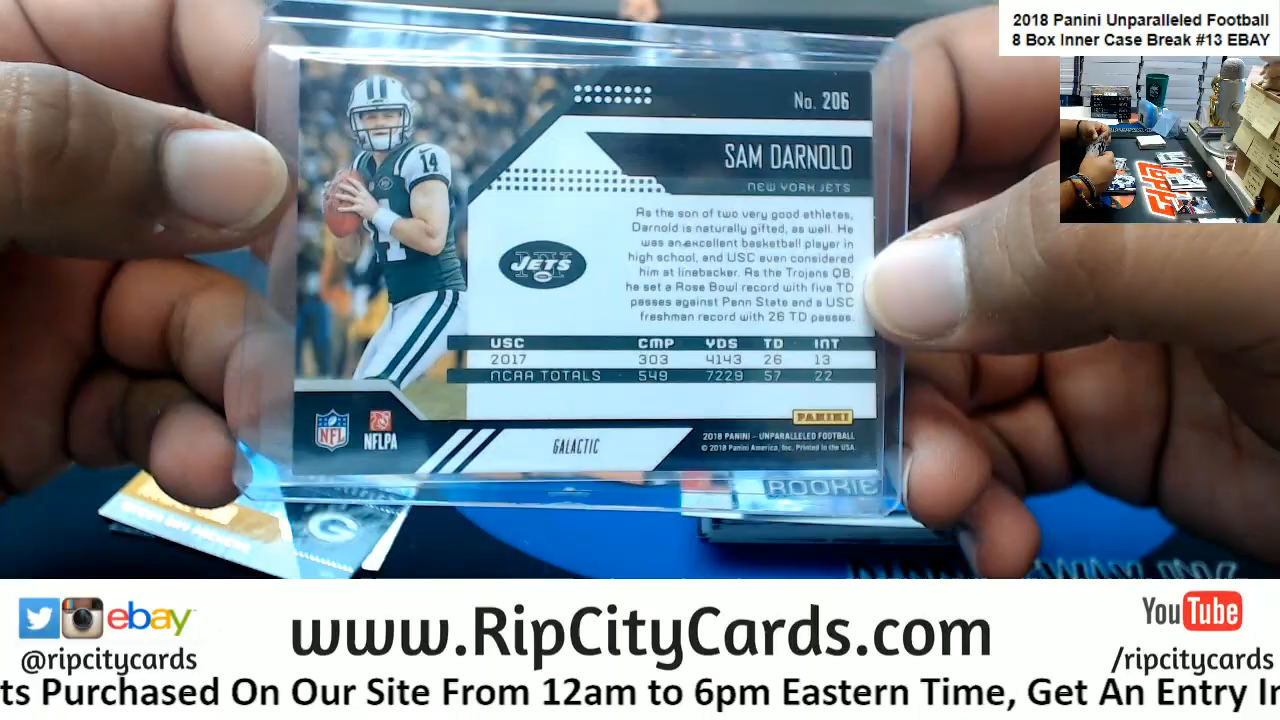 2018 Panini Unparalleled Football
8 Box Inner Case Break #13 EBAY
No. 206
SAM DARNOLD
NEW YORK JETS
14
As the son of two very good athletes,
Darnold is naturally gifted, as well. He
was an excellent basketball player in
high school, and USC even considered
him at linebacker. As the Trojans QB,
he set a Rose Bowl record with five TD
passes against Penn State and a USC
freshman record with 26 TD passes.
JETS
NY
USC CMP YDS TD INT
2017 303 4143 26 13
NCAA TOTALS 549 7229 57 22
PANINI
NFL
NFLPA
GALACTIC
2018 PANINI - UNPARALLELED FOOTBALL
© 2018 Panini America, Inc. Printed in the USA.
ROOKIE
G
ebay
@ripcitycards
www.RipCityCards.com
YouTube
/ripcitycards
ts Purchased On Our Site From 12am to 6pm Eastern Time, Get An Entry In